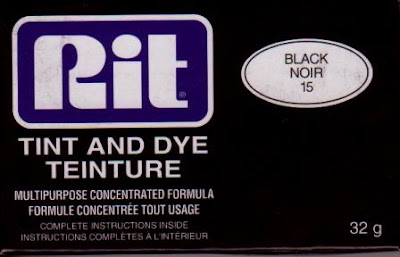 Rit®
BLACK
NOIR
15
TINT AND DYE
TEINTURE
MULTIPURPOSE CONCENTRATED FORMULA
FORMULE CONCENTRÉE TOUT USAGE
COMPLETE INSTRUCTIONS INSIDE
INSTRUCTIONS COMPLÈTES À L'INTÉRIEUR
32 g